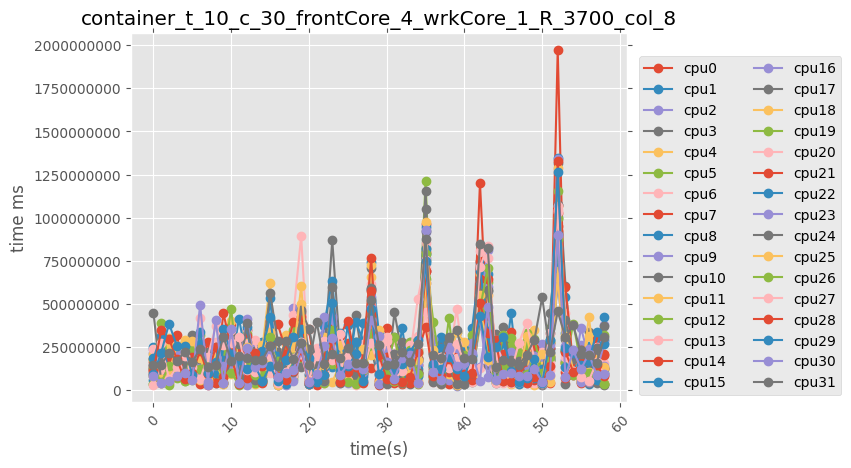 container_t_10_c_30_frontCore_4_wrkCore_1_R_3700_col_8
2000000000
1750000000
1500000000
1250000000
1000000000
750000000
500000000
250000000
0
time ms
0
10
20
30
40
50
60
time(s)
cpu0
cpu1
cpu2
cpu3
cpu4
cpu5
cpu6
cpu7
cpu8
cpu9
cpu10
cpu11
cpu12
cpu13
cpu14
cpu15
cpu16
cpu17
cpu18
cpu19
cpu20
cpu21
cpu22
cpu23
cpu24
cpu25
cpu26
cpu27
cpu28
cpu29
cpu30
cpu31